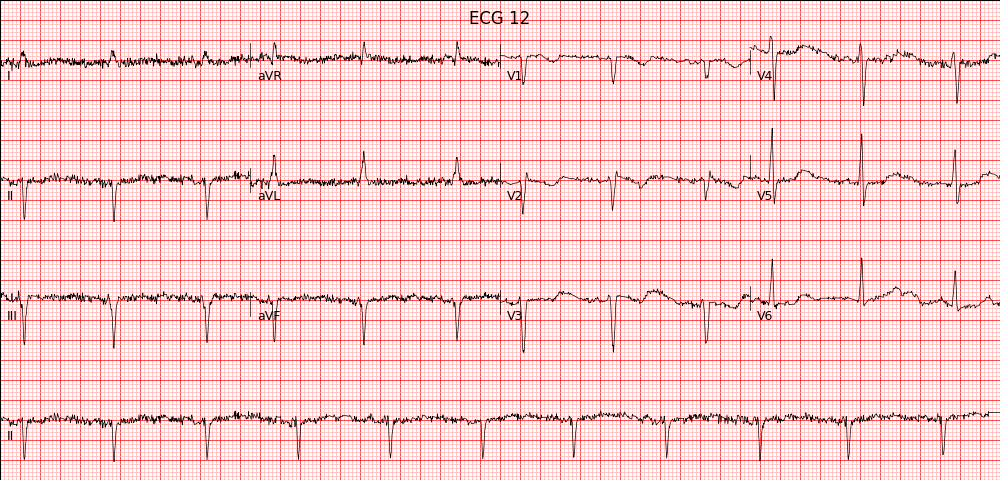 ECG 12
I aVR V1 V4
II aVL V2 V5
III aVF V3 V6
II